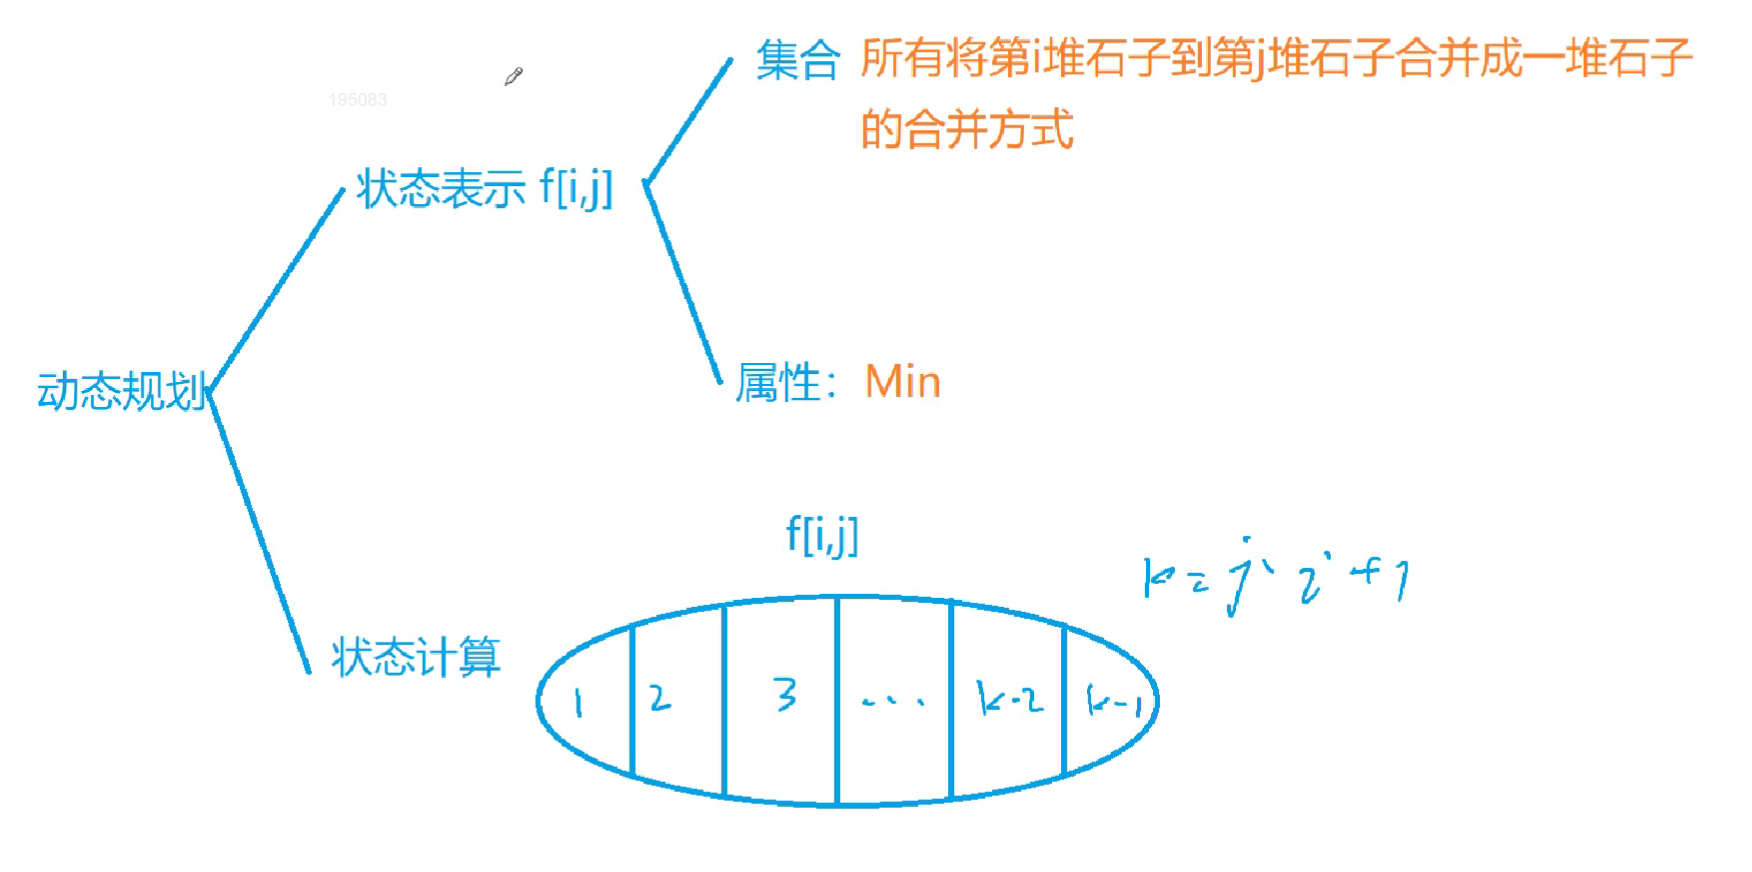 集合 所有将第i堆石子到第j堆石子合并成一堆石子
的合并方式
195083
状态表示 f[i,j]
动态规划
属性：Min
f[i,j]
k=j-i+1
状态计算
1 2 3 ... k-2 k-1